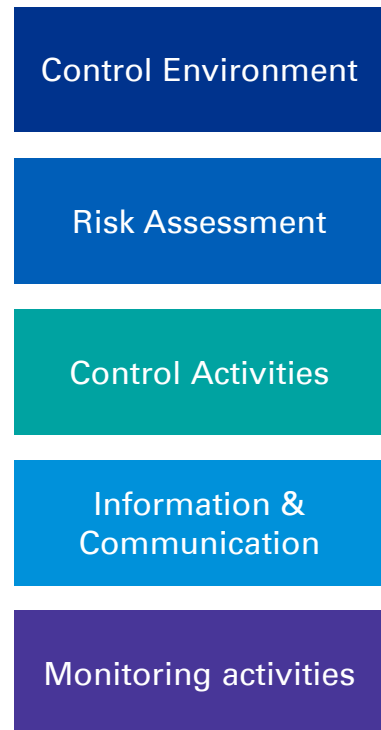 Control Environment
Risk Assessment
Control Activities
Information &
Communication
Monitoring activities